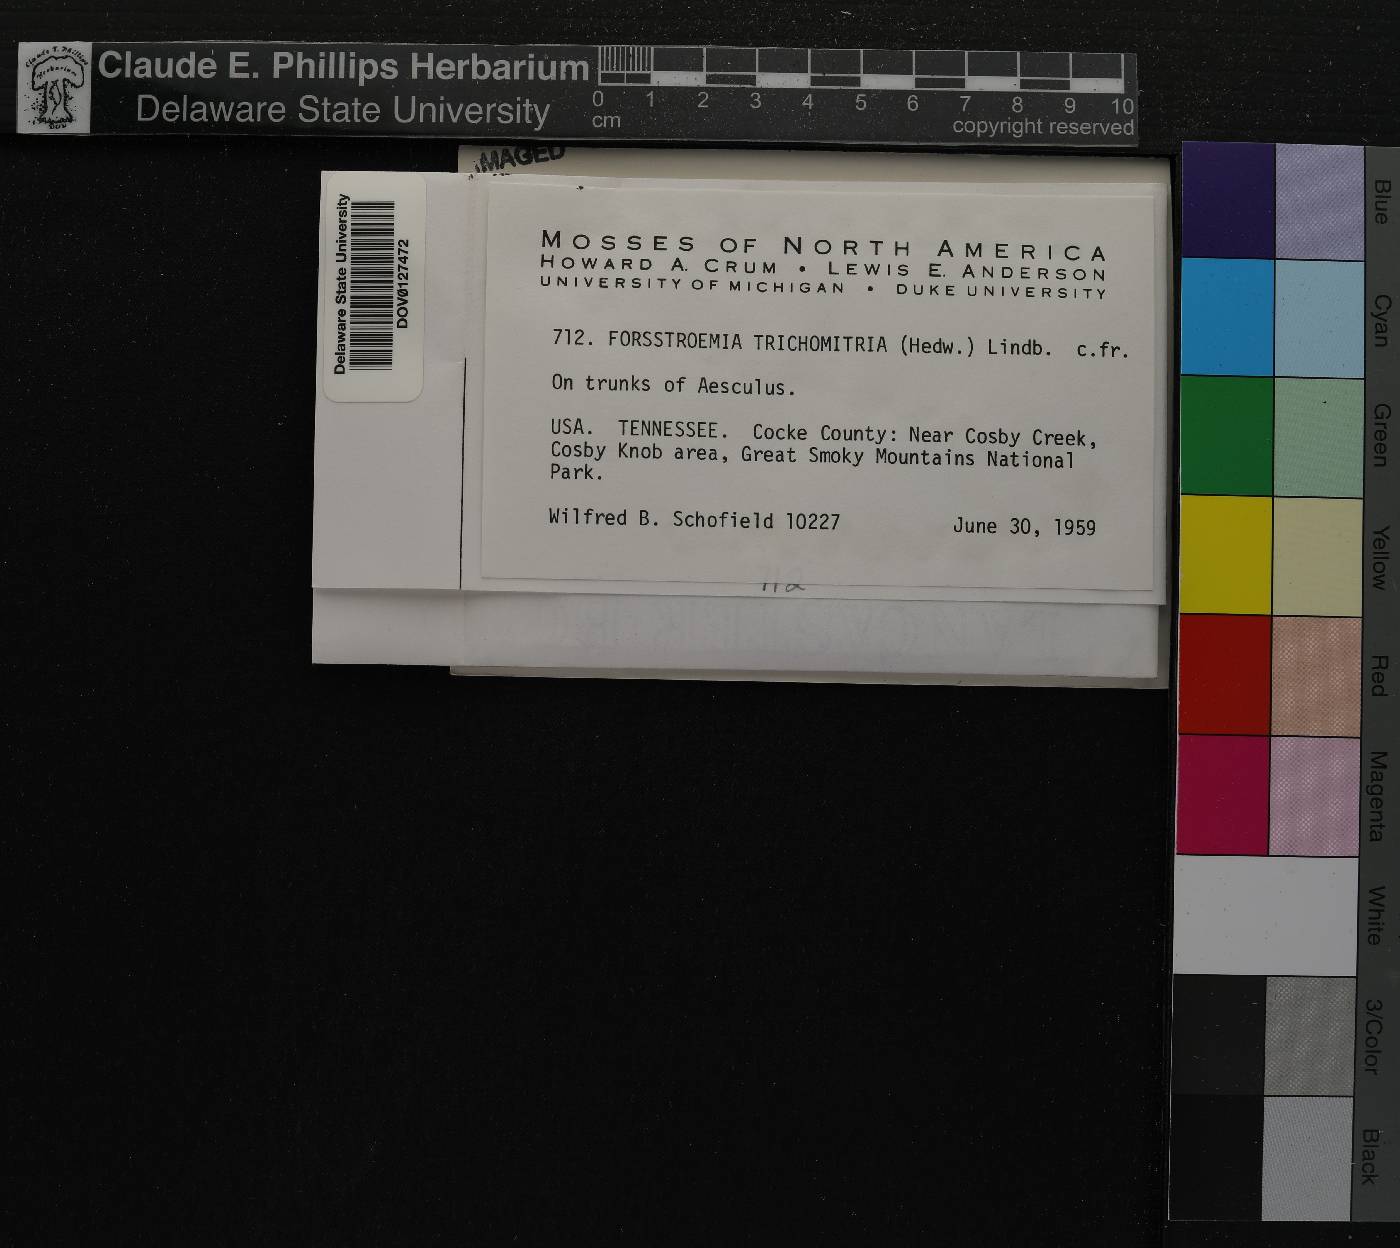 Claude E. Phillips Herbarium
Delaware State University
0 1 2 3 4 5 6 7 8 9 10
cm
copyright reserved
IMAGED
Delaware State University
DOV0127472
MOSSES OF NORTH AMERICA
HOWARD A. CRUM • LEWIS E. ANDERSON
UNIVERSITY OF MICHIGAN • DUKE UNIVERSITY
712. FORSSTROEMIA TRICHOMITRIA (Hedw.) Lindb. c.fr.
On trunks of Aesculus.
USA. TENNESSEE. Cocke County: Near Cosby Creek,
Cosby Knob area, Great Smoky Mountains National
Park.
Wilfred B. Schofield 10227 June 30, 1959
Blue
Cyan
Green
Yellow
Red
Magenta
White
3/Color
Black